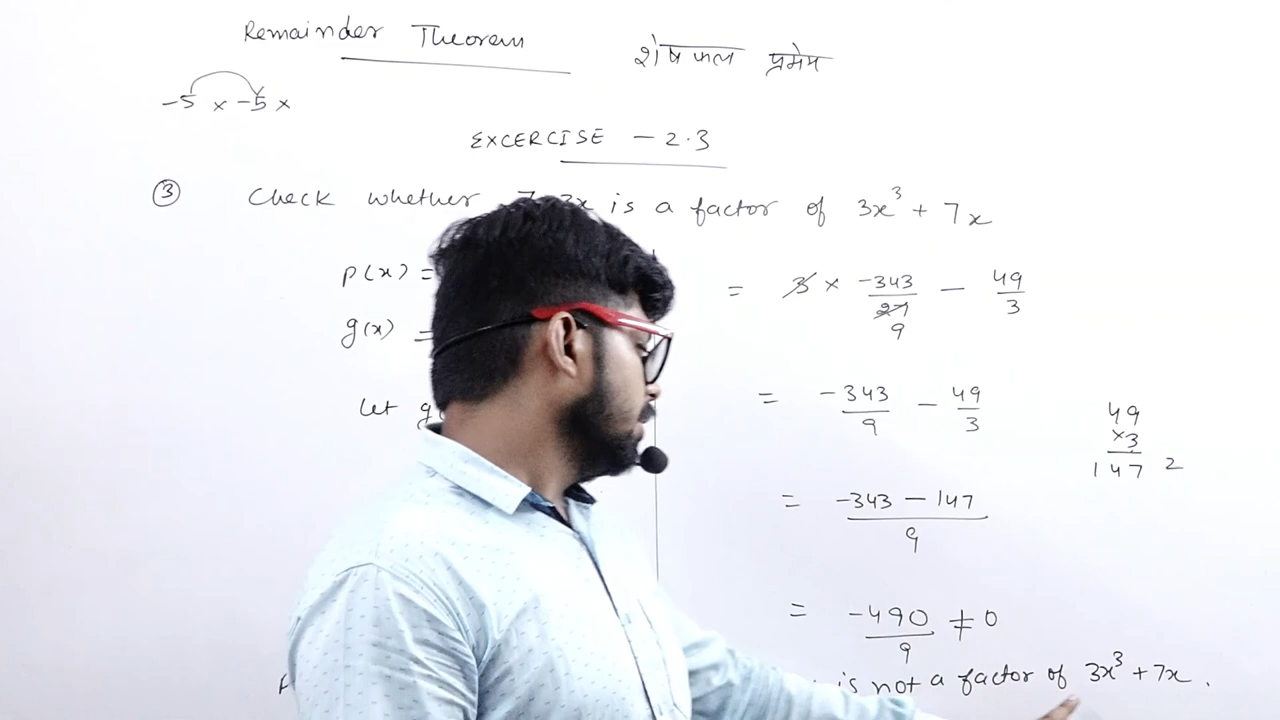 Remainder Theorem शेषफल प्रमेय
-5 x -5 x
EXCERCISE - 2.3
③ Check whether 3x is a factor of 3x³ + 7x
p(x) =
g(x) =
Let g(
= 3 × -343/27 - 49/3
9
= -343/9 - 49/3
49
×3
147 2
= -343 - 147/9
= -490/9 ≠ 0
is not a factor of 3x³ + 7x.